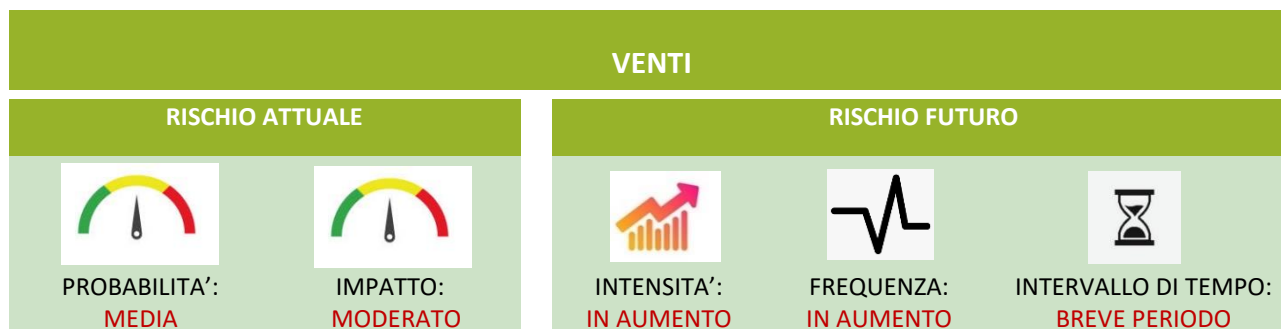 VENTI
RISCHIO ATTUALE
RISCHIO FUTURO
PROBABILITA’:
MEDIA
IMPATTO:
MODERATO
INTENSITA’:
IN AUMENTO
FREQUENZA:
IN AUMENTO
INTERVALLO DI TEMPO:
BREVE PERIODO